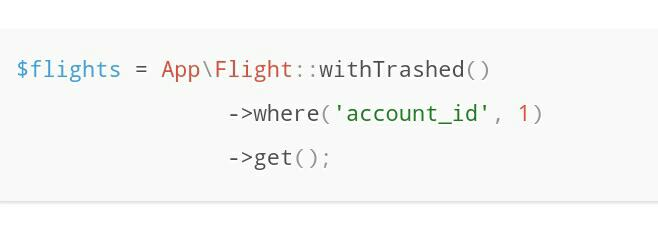 $flights = App\Flight::withTrashed()
->where('account_id', 1)
->get();